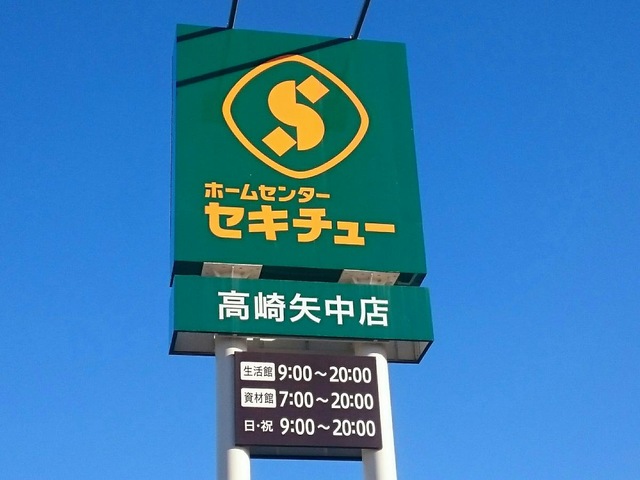 ホームセンター
セキチュー
高崎矢中店
生活館 9:00～20:00
資材館 7:00～20:00
日・祝 9:00～20:00